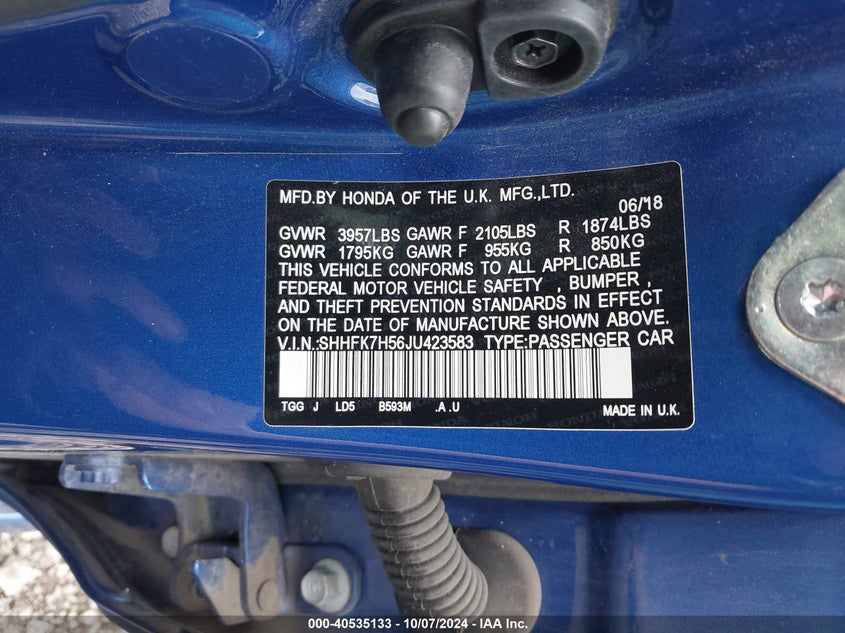 MFD.BY HONDA OF THE U.K. MFG.,LTD.
06/18
GVWR 3957LBS GAWR F 2105LBS R 1874LBS
GVWR 1795KG GAWR F 955KG R 850KG
THIS VEHICLE CONFORMS TO ALL APPLICABLE
FEDERAL MOTOR VEHICLE SAFETY , BUMPER ,
AND THEFT PREVENTION STANDARDS IN EFFECT
ON THE DATE OF MANUFACTURE SHOWN ABOVE.
V.I.N.:SHHFK7H56JU423583 TYPE:PASSENGER CAR
TGG J LD5 B593M .A .U MADE IN U.K.
HONDA
000-40535133 - 10/07/2024 - IAA Inc.